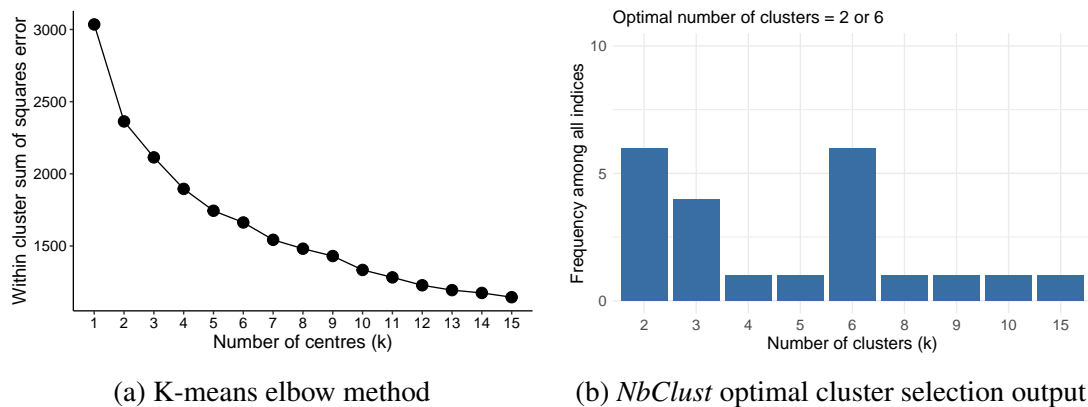 3000
2500
2000
1500
Within cluster sum of squares error
1 2 3 4 5 6 7 8 9 10 11 12 13 14 15
Number of centres (k)
(a) K-means elbow method
Optimal number of clusters = 2 or 6
10
5
0
Frequency among all indices
2 3 4 5 6 8 9 10 15
Number of clusters (k)
(b) NbClust optimal cluster selection output